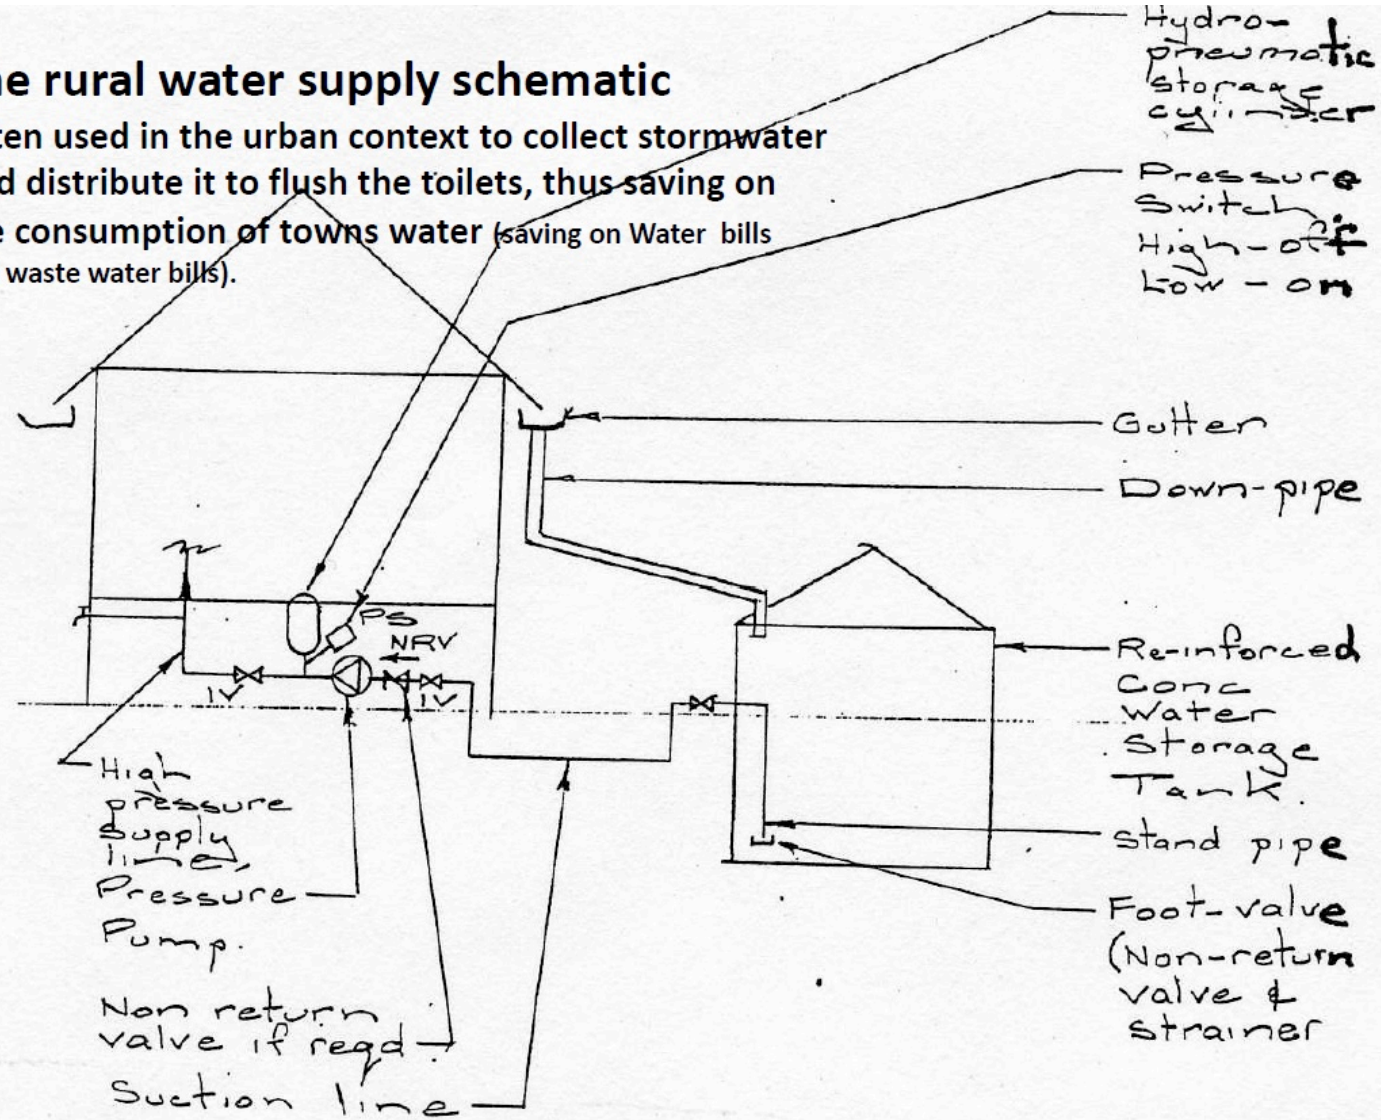 ne rural water supply schematic
ten used in the urban context to collect stormwater
d distribute it to flush the toilets, thus saving on
e consumption of towns water (saving on Water bills
waste water bills).
Hydro-
pneumatic
storage
cylinder
Pressure
Switch
High-off
Low - on
Gutter
Down-pipe
PS
NRV
IV
IV
Re-inforced
Conc
Water
Storage
Tank.
Stand pipe
Foot-valve
(Non-return
valve &
strainer
High
pressure
supply
line,
Pressure
Pump.
Non return
valve if reqd
Suction line